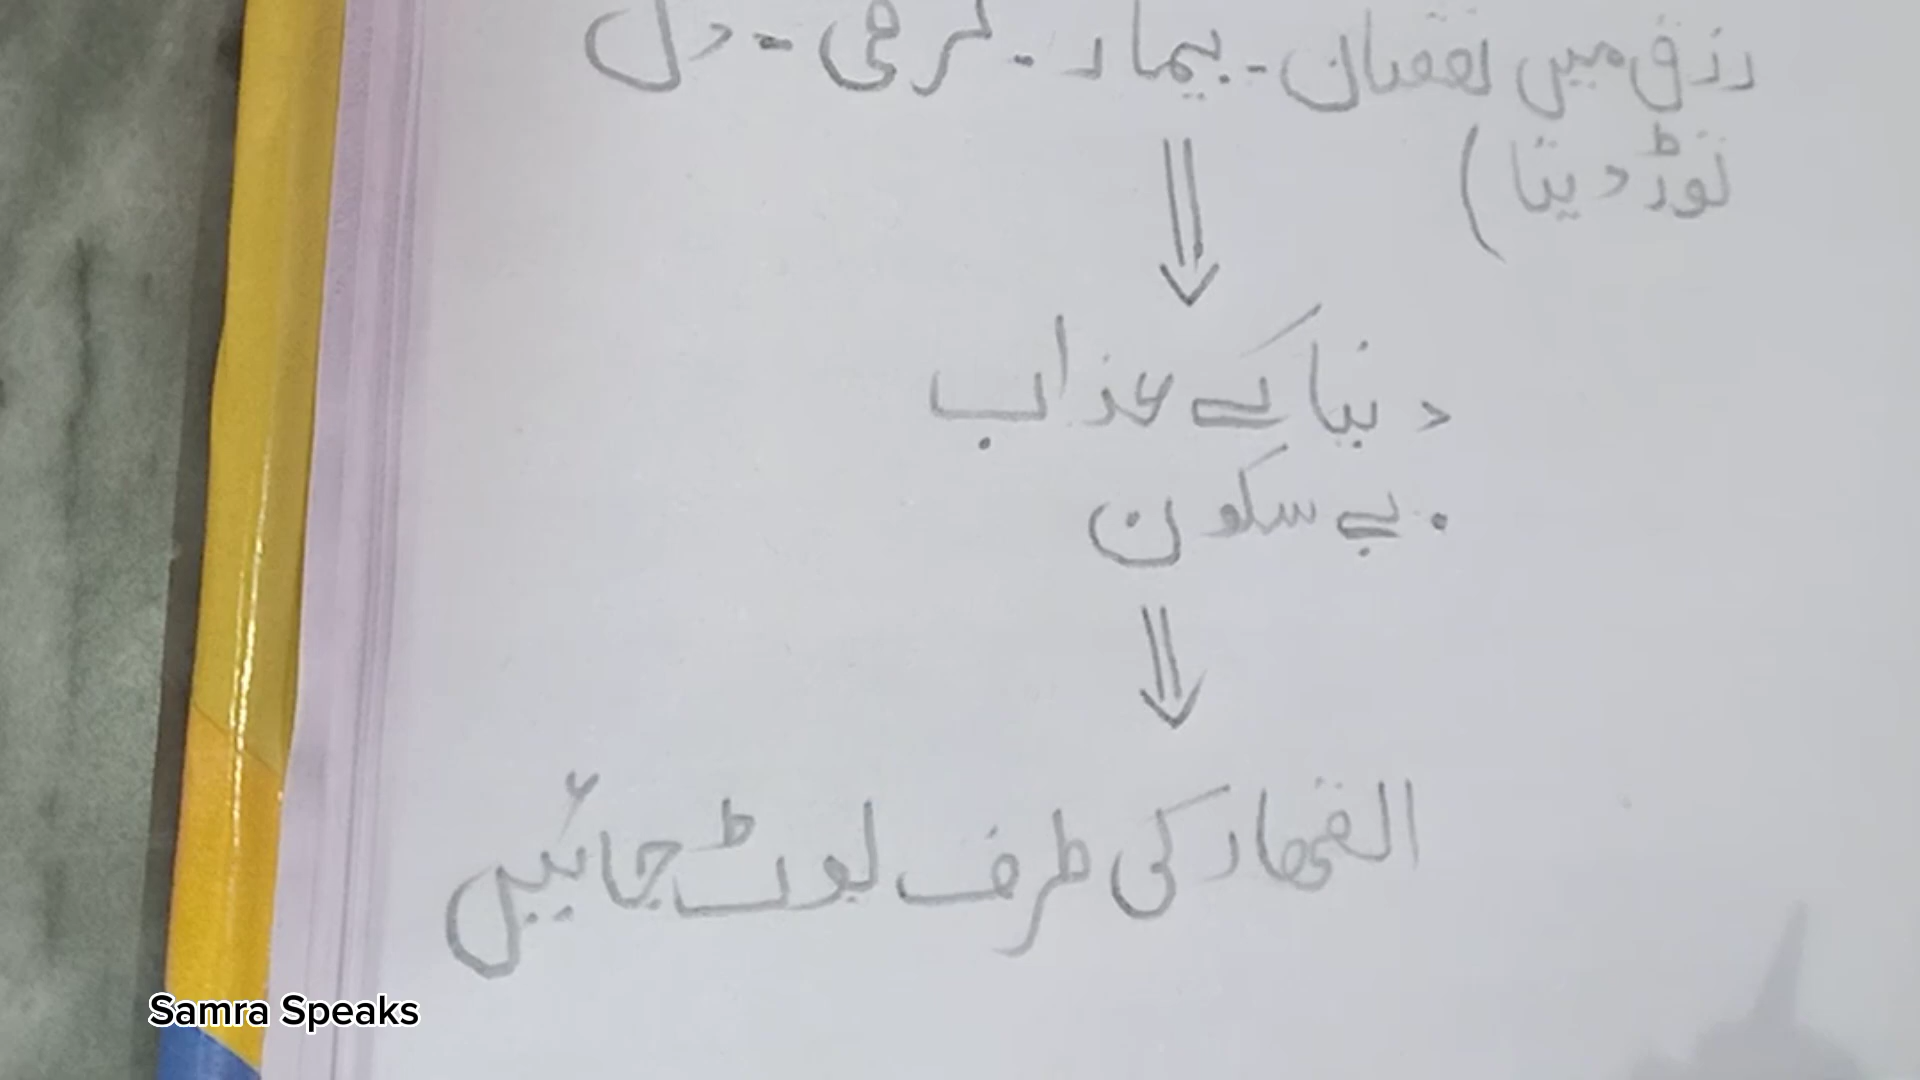 رزق میں نقصان - بیمار - گرمی - دل
توڑ دینا)
دنیا کے عذاب
. بے سکون
القہار کی طرف لوٹ جائیں
Samra Speaks